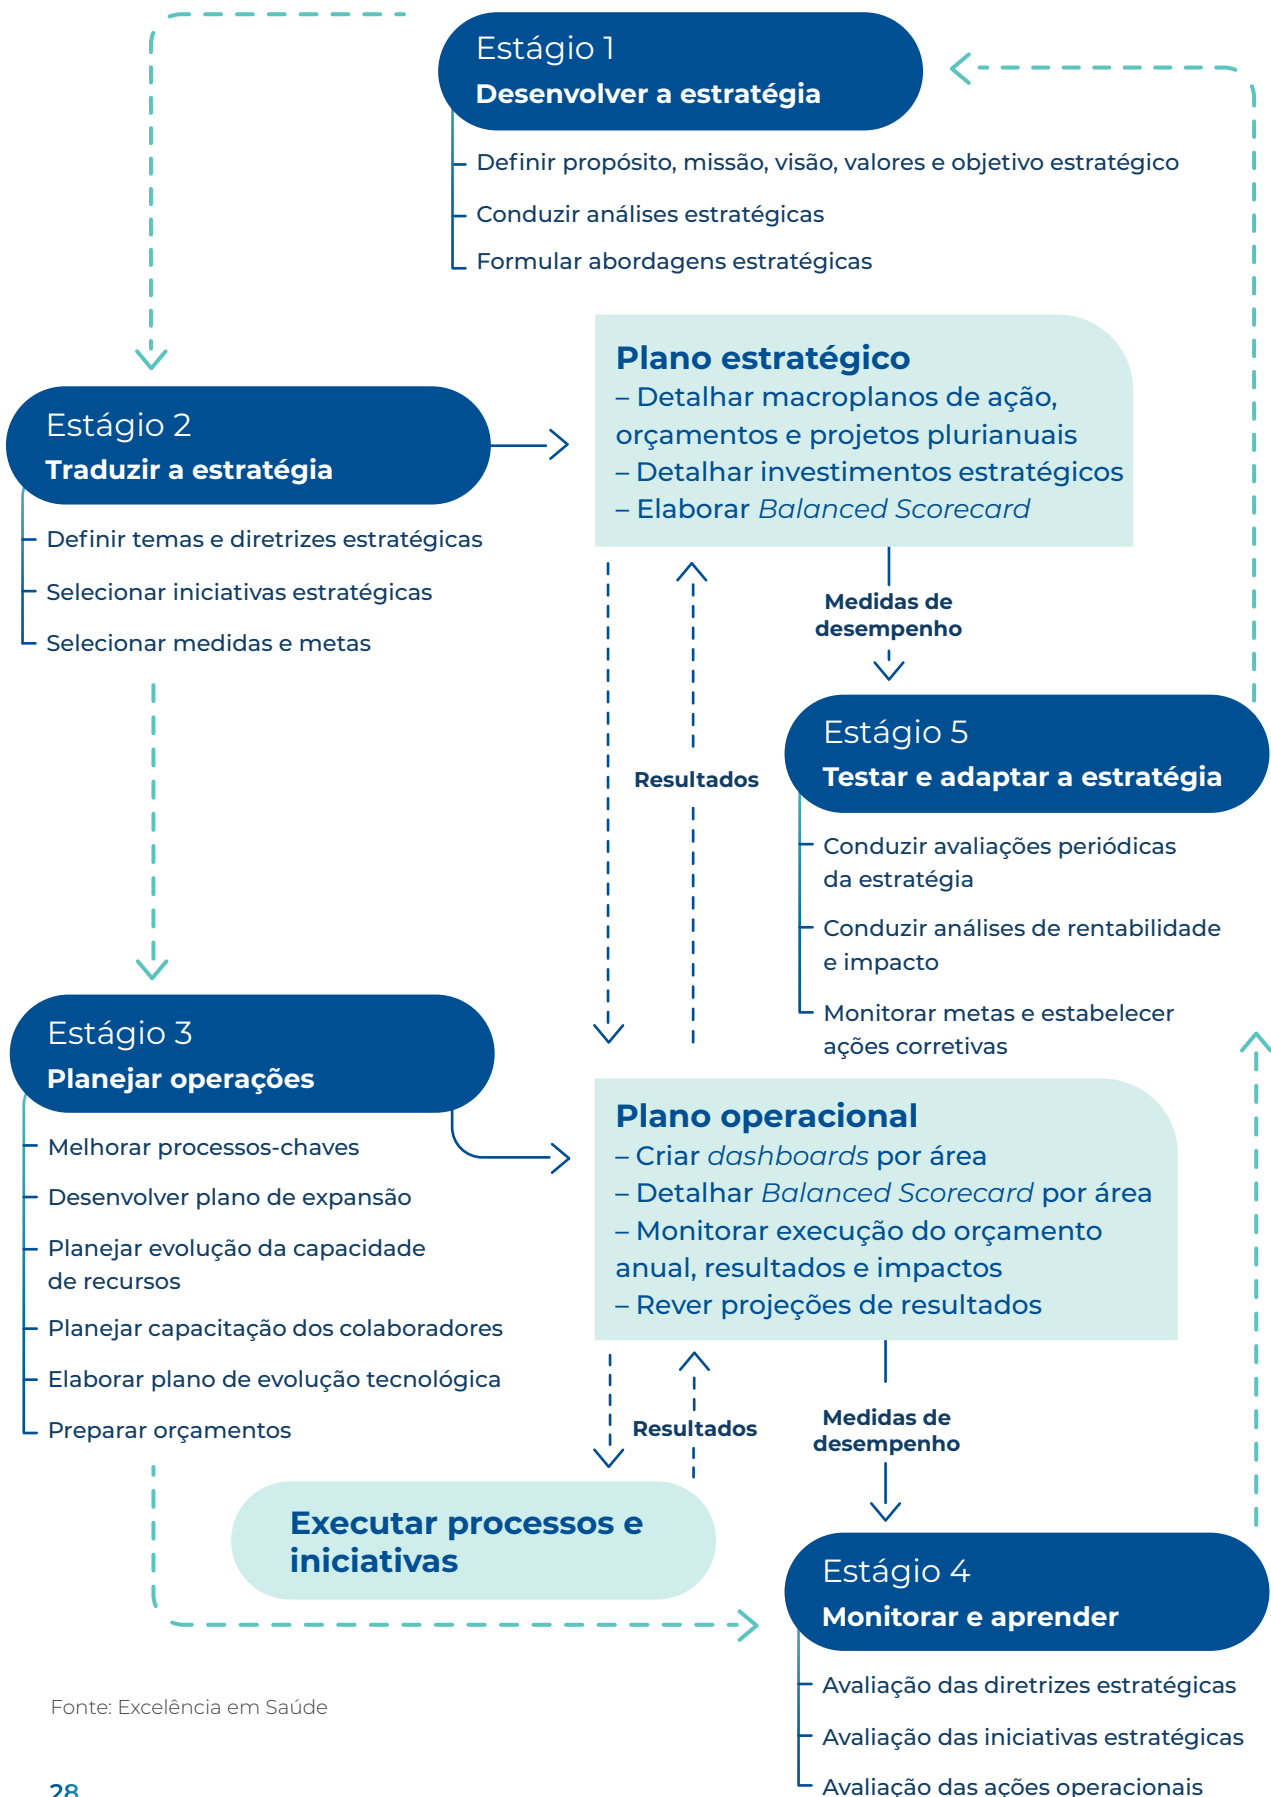 Estágio 1
Desenvolver a estratégia
Definir propósito, missão, visão, valores e objetivo estratégico
Conduzir análises estratégicas
Formular abordagens estratégicas
Plano estratégico
– Detalhar macroplanos de ação,
orçamentos e projetos plurianuais
– Detalhar investimentos estratégicos
– Elaborar Balanced Scorecard
Estágio 2
Traduzir a estratégia
Definir temas e diretrizes estratégicas
Selecionar iniciativas estratégicas
Selecionar medidas e metas
Medidas de
desempenho
Resultados
Estágio 5
Testar e adaptar a estratégia
Conduzir avaliações periódicas
da estratégia
Conduzir análises de rentabilidade
e impacto
Monitorar metas e estabelecer
ações corretivas
Estágio 3
Planejar operações
Melhorar processos-chaves
Desenvolver plano de expansão
Planejar evolução da capacidade
de recursos
Planejar capacitação dos colaboradores
Elaborar plano de evolução tecnológica
Preparar orçamentos
Plano operacional
– Criar dashboards por área
– Detalhar Balanced Scorecard por área
– Monitorar execução do orçamento
anual, resultados e impactos
– Rever projeções de resultados
Resultados
Medidas de
desempenho
Executar processos e
iniciativas
Estágio 4
Monitorar e aprender
Avaliação das diretrizes estratégicas
Avaliação das iniciativas estratégicas
Avaliação das ações operacionais
Fonte: Excelência em Saúde
28